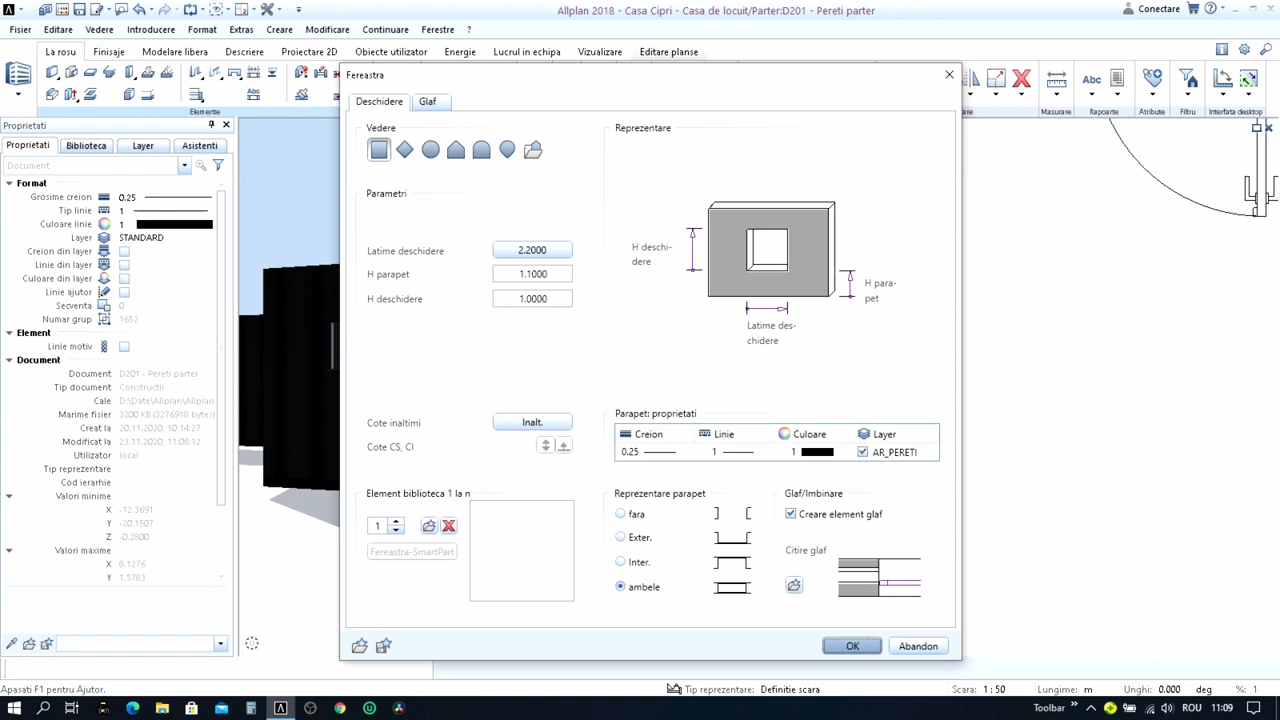 Allplan 2018 - Casa Cipri - Casa de locuit/Parter:D201 - Pereti parter
Conectare
Fisier Editare Vedere Introducere Format Extras Creare Modificare Continuare Ferestre ?
La rosu Finisaje Modelare libera Descriere Proiectare 2D Obiecte utilizator Energie Lucrul in echipa Vizualizare Editare planse
Abc
Elemente
Masurare Rapoarte Atribute Filtru Interfata desktop
Proprietati
Proprietati Biblioteca Layer Asistenti
Document
Format
Grosime creion 0.25
Tip linie 1
Culoare linie 1
Layer STANDARD
Creion din layer
Linie din layer
Culoare din layer
Linie ajutor
Secventa 0
Numar grup 1652
Element
Linie motiv
Document
Document D201 - Pereti parter
Tip document Constructii
Cale D:\Date\Allplan\Allplan
Marime fisier 3200 KB (3276918 bytes)
Creat la 20.11.2020, 10:14:27
Modificat la 23.11.2020, 11:06:12
Utilizator local
Tip reprezentare
Cod ierarhie
Valori minime
X -12.3691
Y -20.1507
Z -0.2800
Valori maxime
X 8.1276
Y 1.5783
Fereastra
Deschidere Glaf
Vedere
Parametri
Latime deschidere 2.2000
H parapet 1.1000
H deschidere 1.0000
Cote inaltimi Inalt.
Cote CS, CI
Element biblioteca 1 la n
1
Fereastra-SmartPart
Reprezentare
H deschi-
dere
H para-
pet
Latime des-
chidere
Parapet: proprietati
Creion Linie Culoare Layer
0.25 1 1 AR_PERETI
Reprezentare parapet
fara
Exter.
Inter.
ambele
Glaf/Imbinare
Creare element glaf
Citire glaf
OK Abandon
Apasati F1 pentru Ajutor.
Tip reprezentare: Definitie scara
Scara: 1 : 50
Lungime: m
Unghi: 0.000 deg
% 1
Toolbar
ROU 11:09